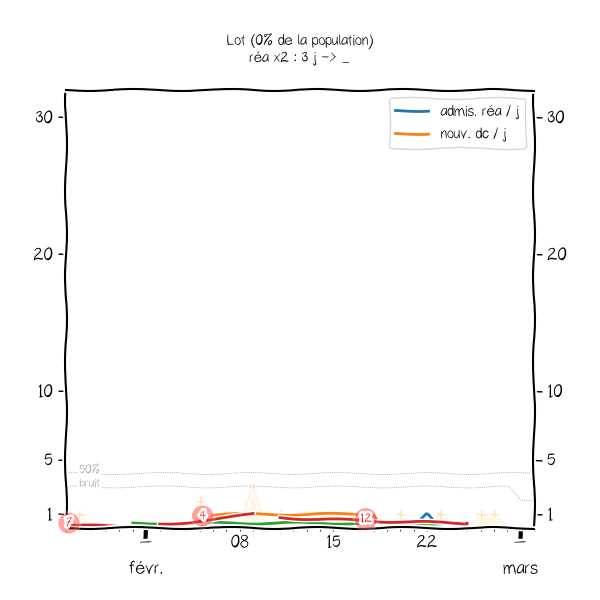 Lot (0% de la population)
réa x2 : 3 j -> _
admis. réa / j
nouv. dc / j
30
30
20
20
10
10
5
5
50%
bruit
1
1
7
4
12
08
15
22
févr.
mars